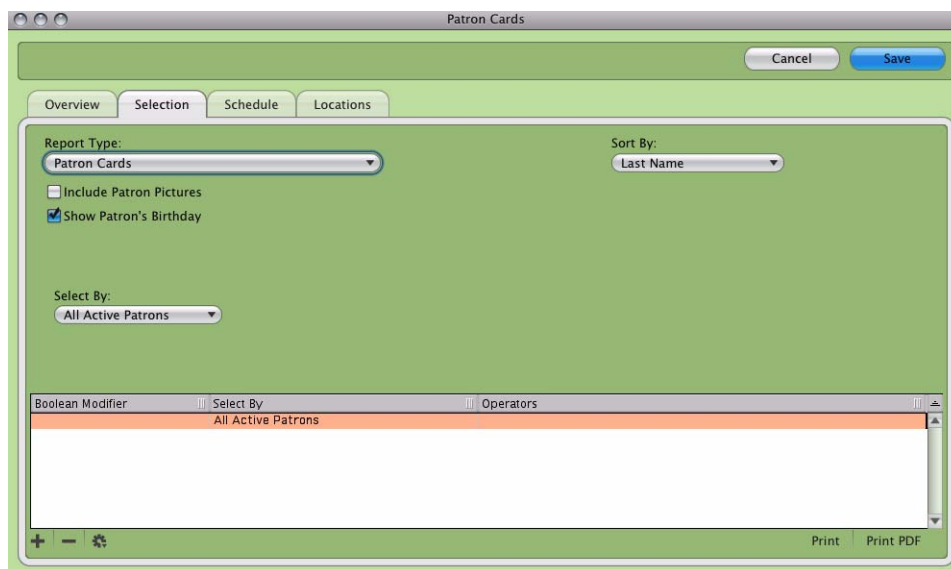 Patron Cards
Cancel Save
Overview Selection Schedule Locations
Report Type: Sort By:
Patron Cards Last Name
Include Patron Pictures
Show Patron's Birthday
Select By:
All Active Patrons
Boolean Modifier Select By Operators
All Active Patrons
Print Print PDF